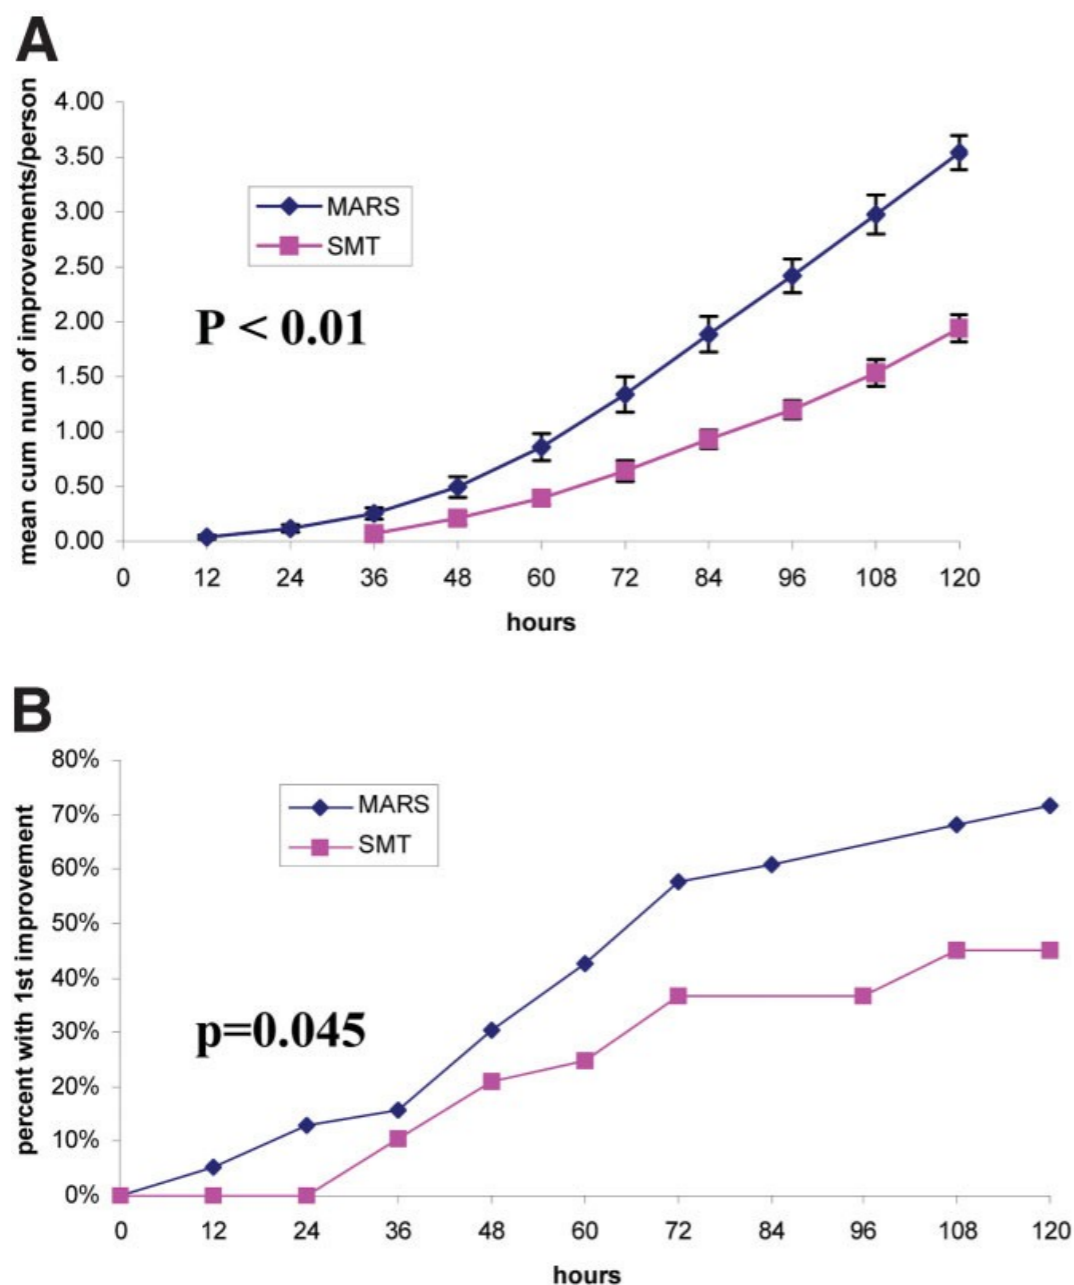 A
mean cum num of improvements/person
4.00
3.50
3.00
2.50
2.00
1.50
1.00
0.50
0.00
MARS
SMT
P < 0.01
0 12 24 36 48 60 72 84 96 108 120
hours
B
percent with 1st improvement
80%
70%
60%
50%
40%
30%
20%
10%
0%
MARS
SMT
p=0.045
0 12 24 36 48 60 72 84 96 108 120
hours